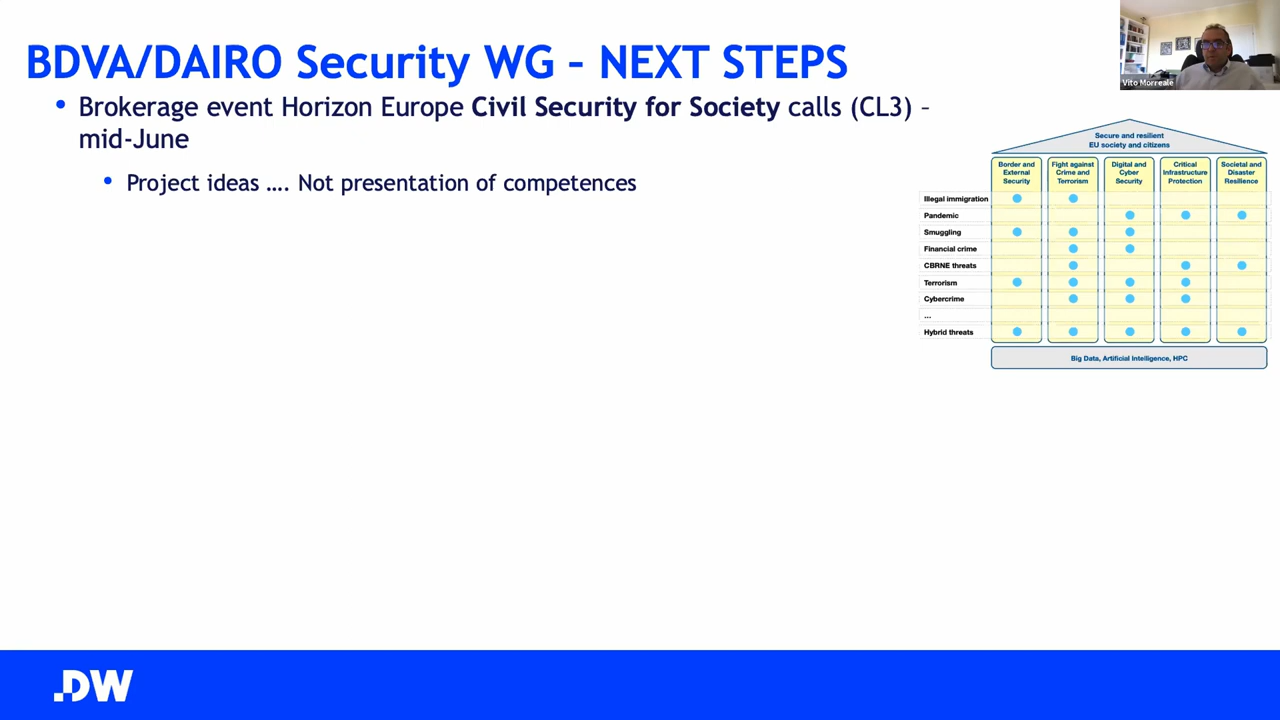 BDVA/DAIRO Security WG – NEXT STEPS
• Brokerage event Horizon Europe Civil Security for Society calls (CL3) –
mid-June
• Project ideas .... Not presentation of competences
Vito Morreale
Secure and resilient
EU society and citizens
Border and
External
Security
Fight against
Crime and
Terrorism
Digital and
Cyber
Security
Critical
Infrastructure
Protection
Societal and
Disaster
Resilience
Illegal immigration
Pandemic
Smuggling
Financial crime
CBRNE threats
Terrorism
Cybercrime
...
Hybrid threats
Big Data, Artificial Intelligence, HPC
.DW